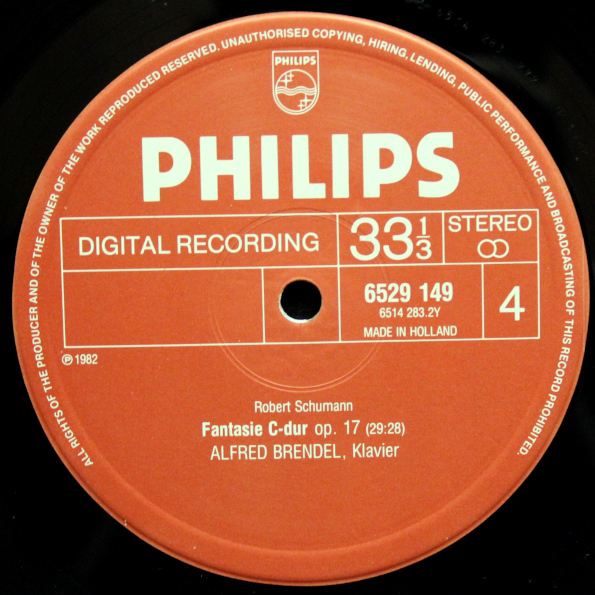 ALL RIGHTS OF THE PRODUCER AND OF THE OWNER OF THE WORK REPRODUCED RESERVED. UNAUTHORISED COPYING, HIRING, LENDING, PUBLIC PERFORMANCE AND BROADCASTING OF THIS RECORD PROHIBITED.
PHILIPS
PHILIPS
DIGITAL RECORDING
33 1/3
STEREO
6529 149
6514 283.2Y
MADE IN HOLLAND
4
℗ 1982
Robert Schumann
Fantasie C-dur op. 17 (29:28)
ALFRED BRENDEL, Klavier